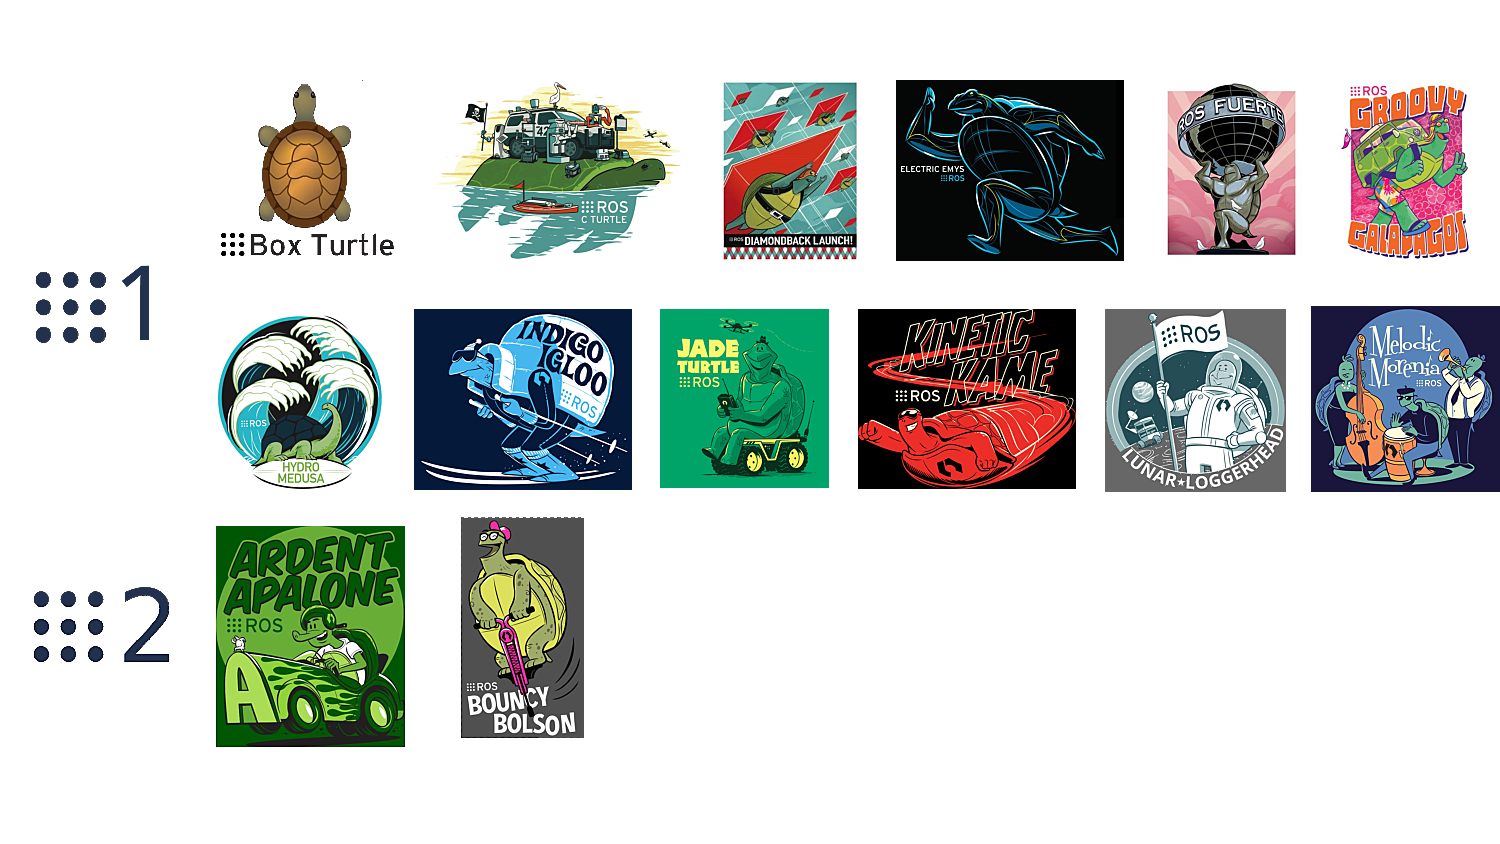 Box Turtle
ROS
C TURTLE
ROS DIAMONDBACK LAUNCH!
ELECTRIC EMYS
ROS
ROS FUERTE
ROS
GROOVY
GALAPAGOS
1
ROS
HYDRO
MEDUSA
INDIGO
IGLOO
ROS
JADE
TURTLE
ROS
KINETIC
KAME
ROS
ROS
LUNAR★LOGGERHEAD
Melodic
Morenia
ROS
2
ARDENT
APALONE
ROS
A
ROS
BOUNCY
BOLSON